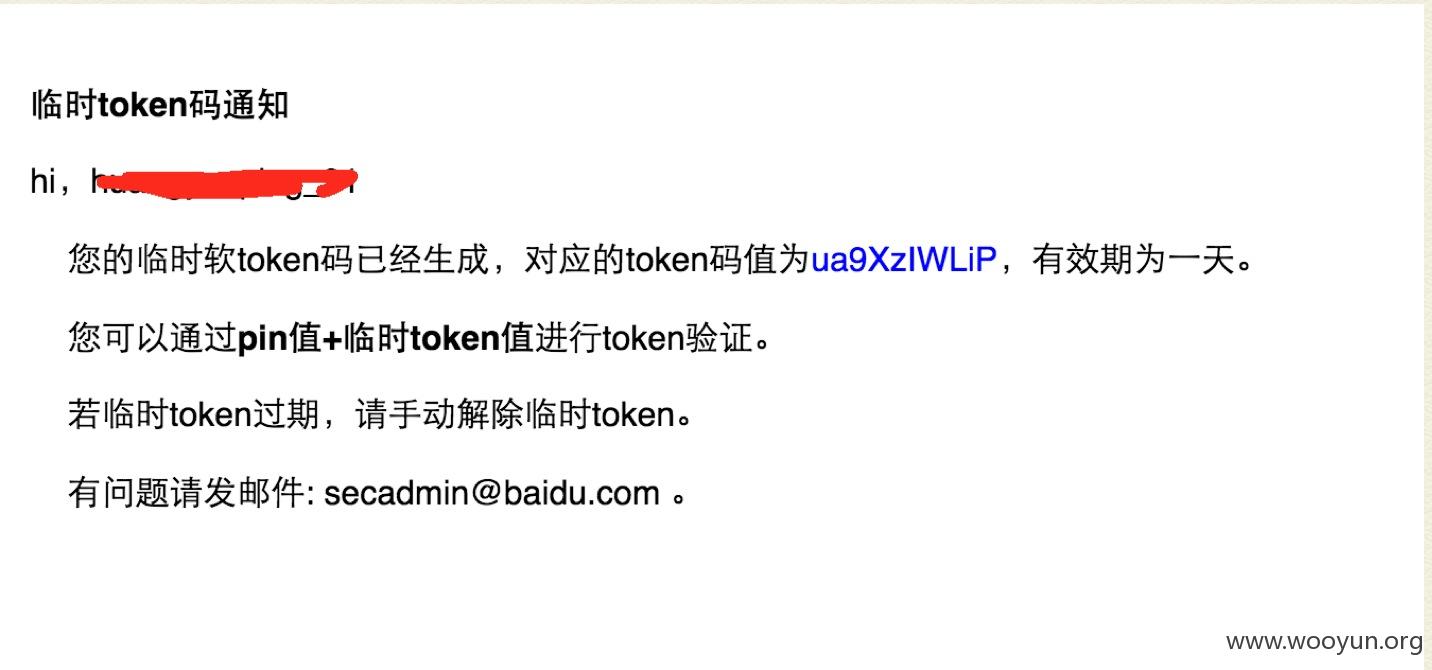 临时token码通知
hi，
您的临时软token码已经生成，对应的token码值为ua9XzIWLiP，有效期为一天。
您可以通过pin值+临时token值进行token验证。
若临时token过期，请手动解除临时token。
有问题请发邮件: secadmin@baidu.com 。
www.wooyun.org